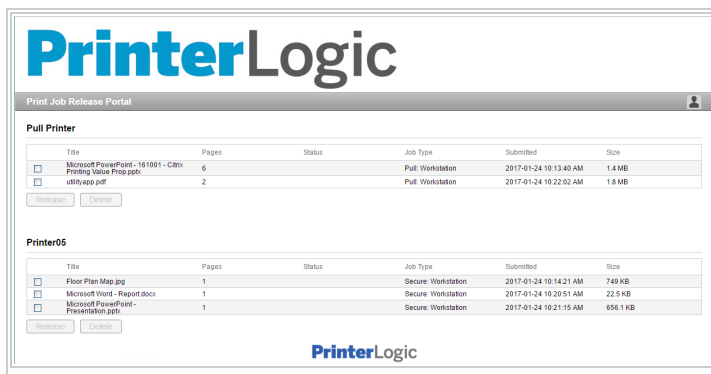 PrinterLogic
Print Job Release Portal
Pull Printer
Title Pages Status Job Type Submitted Size
Microsoft PowerPoint - 161001 - Citrix
Printing Value Prop.pptx 6 Pull: Workstation 2017-01-24 10:13:40 AM 1.4 MB
utilityapp.pdf 2 Pull: Workstation 2017-01-24 10:22:02 AM 1.8 MB
Release Delete
Printer05
Title Pages Status Job Type Submitted Size
Floor Plan Map.jpg 1 Secure: Workstation 2017-01-24 10:14:21 AM 749 KB
Microsoft Word - Report.docx 1 Secure: Workstation 2017-01-24 10:20:51 AM 22.5 KB
Microsoft PowerPoint -
Presentation.pptx 1 Secure: Workstation 2017-01-24 10:21:15 AM 656.1 KB
Release Delete
PrinterLogic